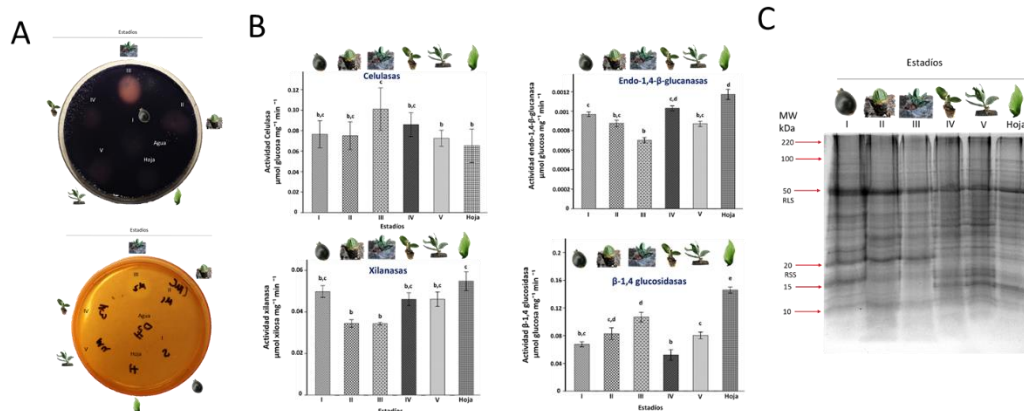 A
Estadios
III
IV
II
I
V
Agua
Hoja
Estadios
III
IV
Agua
H2O
V
I
Hoja
B
Celulasas
Actividad Celulasa
µmol glucosa mg⁻¹ min⁻¹
0.12
0.10
0.08
0.06
0.04
0.02
0
b,c
b,c
c
b,c
b
b
I II III IV V Hoja
Estadios
Endo-1,4-β-glucanasas
Actividad endo-1,4-β-glucanasa
µmol glucosa mg⁻¹ min⁻¹
0.0012
0.001
0.0008
0.0006
0.0004
0.0002
0
c
b,c
b
c,d
b,c
d
I II III IV V Hoja
Xilanasas
Actividad xilanasa
µmol xilosa mg⁻¹ min⁻¹
0.06
0.04
0.02
0
b,c
b
b
b,c
b,c
c
I II III IV V Hoja
Estadios
β-1,4 glucosidasas
Actividad β-1,4 glucosidasa
µmol glucosa mg⁻¹ min⁻¹
0.2
0.16
0.12
0.08
0.04
0
b,c
c,d
d
b
c
e
I II III IV V Hoja
Estadios
C
Estadios
MW
kDa
I II III IV V Hoja
220
100
50
RLS
20
RSS
15
10